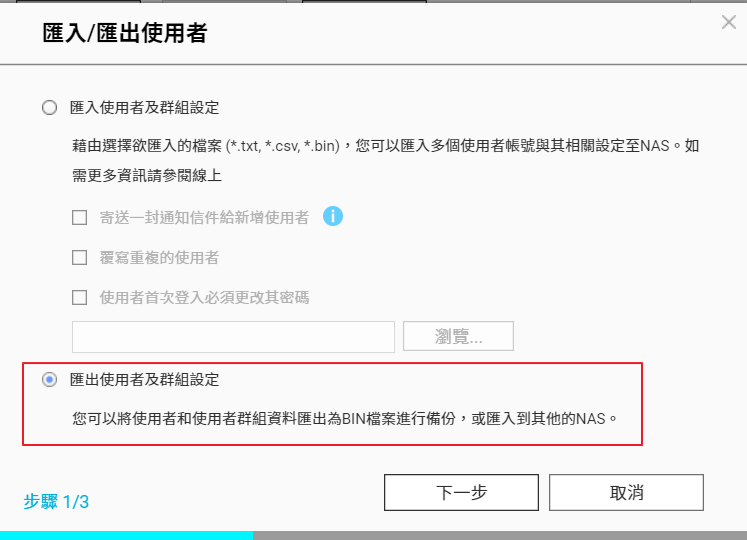 匯入/匯出使用者
匯入使用者及群組設定
藉由選擇欲匯入的檔案 (*.txt, *.csv, *.bin)，您可以匯入多個使用者帳號與其相關設定至NAS。如
需更多資訊請參閱線上
寄送一封通知信件給新增使用者
覆寫重複的使用者
使用者首次登入必須更改其密碼
瀏覽...
匯出使用者及群組設定
您可以將使用者和使用者群組資料匯出為BIN檔案進行備份，或匯入到其他的NAS。
步驟 1/3
下一步
取消